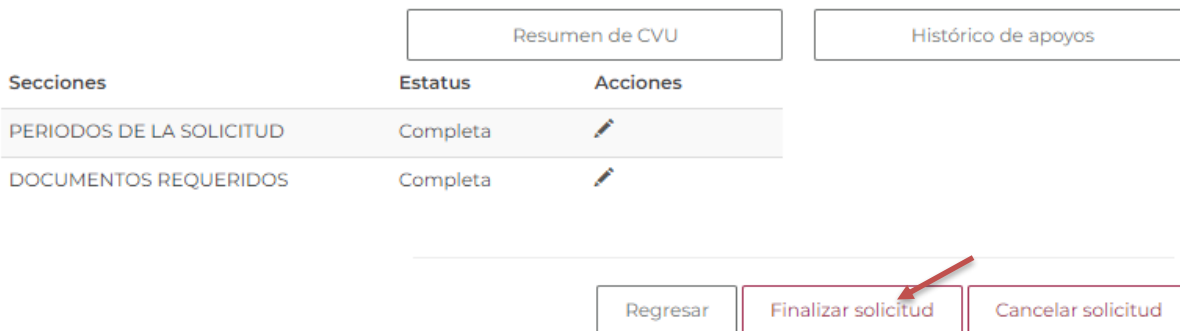 Resumen de CVU Histórico de apoyos
Secciones Estatus Acciones
PERIODOS DE LA SOLICITUD Completa
DOCUMENTOS REQUERIDOS Completa
Regresar Finalizar solicitud Cancelar solicitud